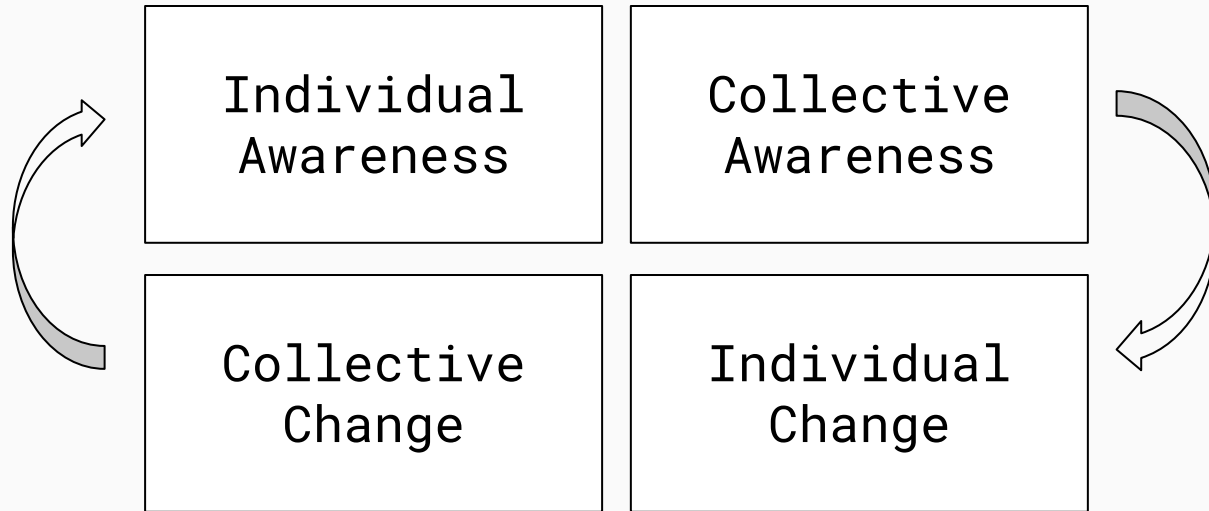 Individual
Awareness
Collective
Awareness
Collective
Change
Individual
Change